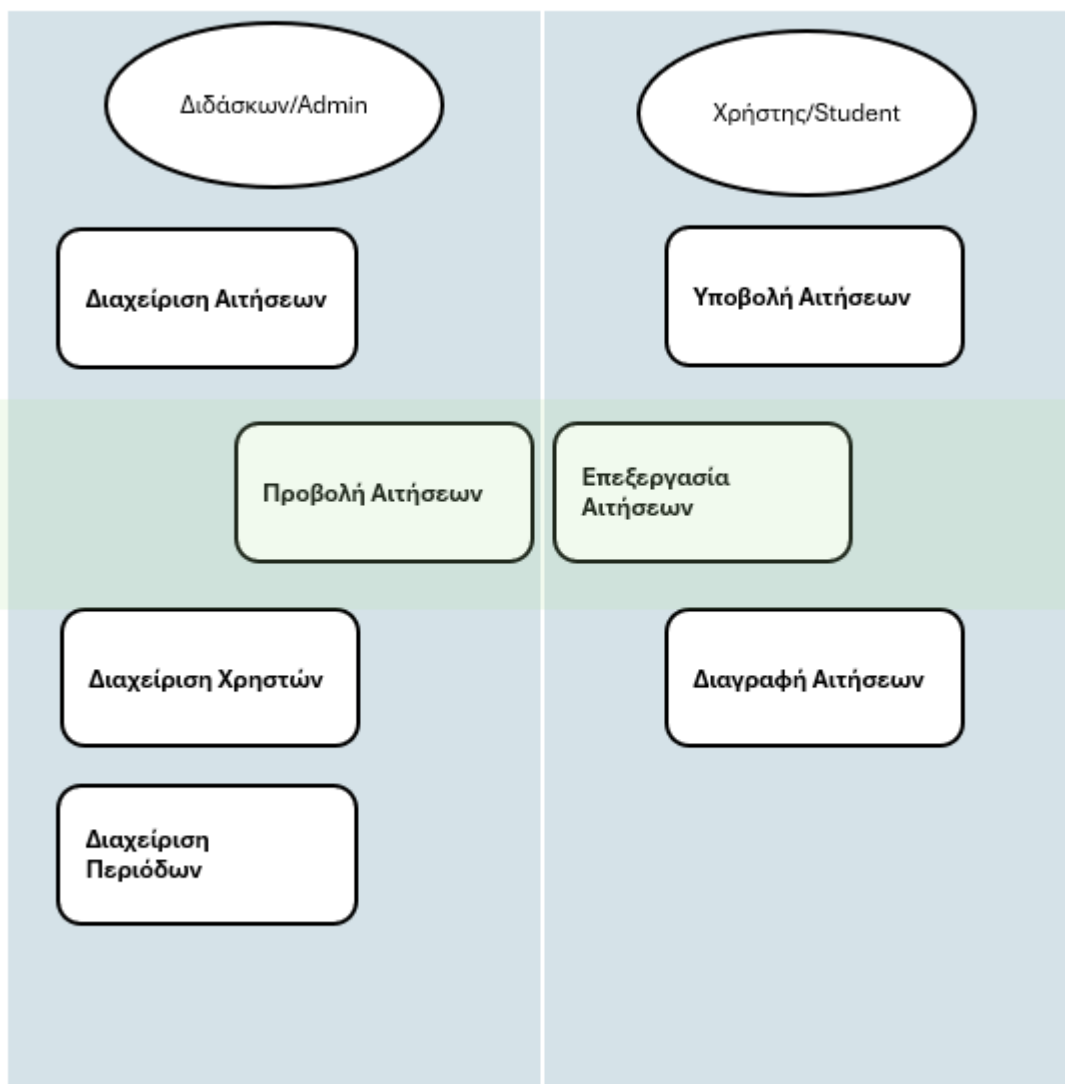 Διδάσκων/Admin
Χρήστης/Student
Διαχείριση Αιτήσεων
Υποβολή Αιτήσεων
Προβολή Αιτήσεων
Επεξεργασία
Αιτήσεων
Διαχείριση Χρηστών
Διαγραφή Αιτήσεων
Διαχείριση
Περιόδων